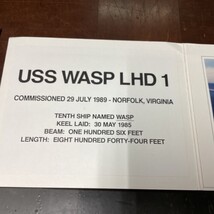 USS WASP LHD 1
COMMISSIONED 29 JULY 1989 - NORFOLK, VIRGINIA
TENTH SHIP NAMED WASP
KEEL LAID: 30 MAY 1985
BEAM: ONE HUNDRED SIX FEET
LENGTH: EIGHT HUNDRED FORTY-FOUR FEET